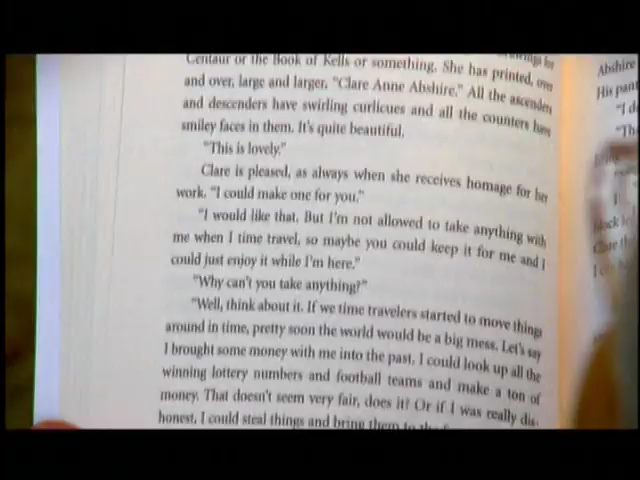 Centaur or the Book of Kells or something. She has printed, over
and over, large and larger, "Clare Anne Abshire." All the ascenders
and descenders have swirling curlicues and all the counters have
smiley faces in them. It's quite beautiful.
"This is lovely."
Clare is pleased, as always when she receives homage for her
work. "I could make one for you."
"I would like that. But I'm not allowed to take anything with
me when I time travel, so maybe you could keep it for me and I
could just enjoy it while I'm here."
"Why can't you take anything?"
"Well, think about it. If we time travelers started to move things
around in time, pretty soon the world would be a big mess. Let's say
I brought some money with me into the past. I could look up all the
winning lottery numbers and football teams and make a ton of
money. That doesn't seem very fair, does it? Or if I was really dis-
honest, I could steal things and bring them to the
Abshire
His pant
"I d
"Th
I
Clare th